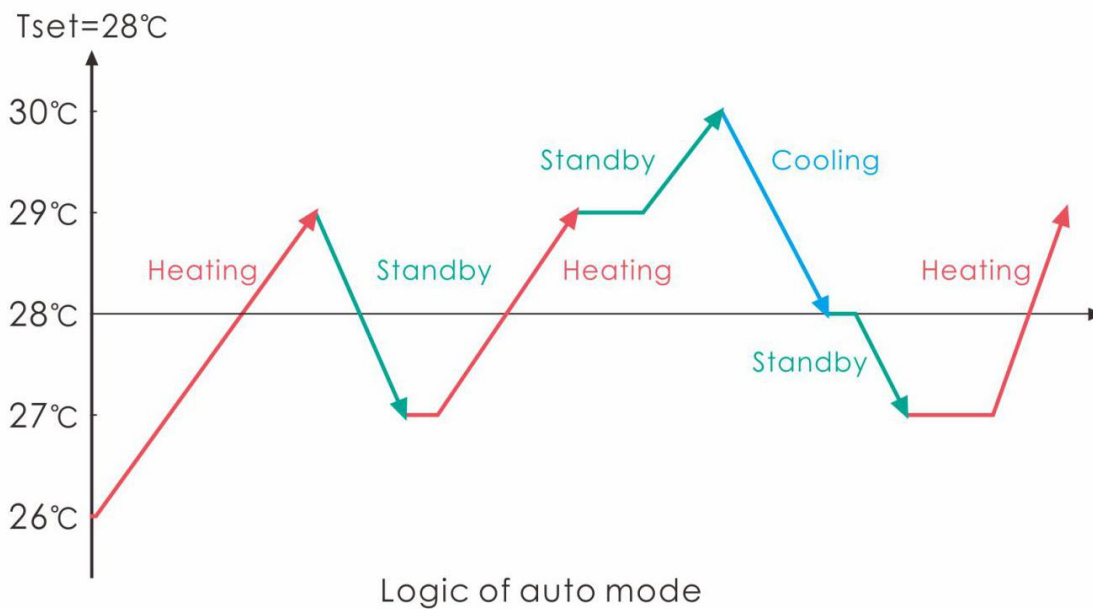 Tset=28℃
30℃
Standby
Cooling
29℃
Heating
Standby
Heating
Heating
28℃
Standby
27℃
26℃
Logic of auto mode